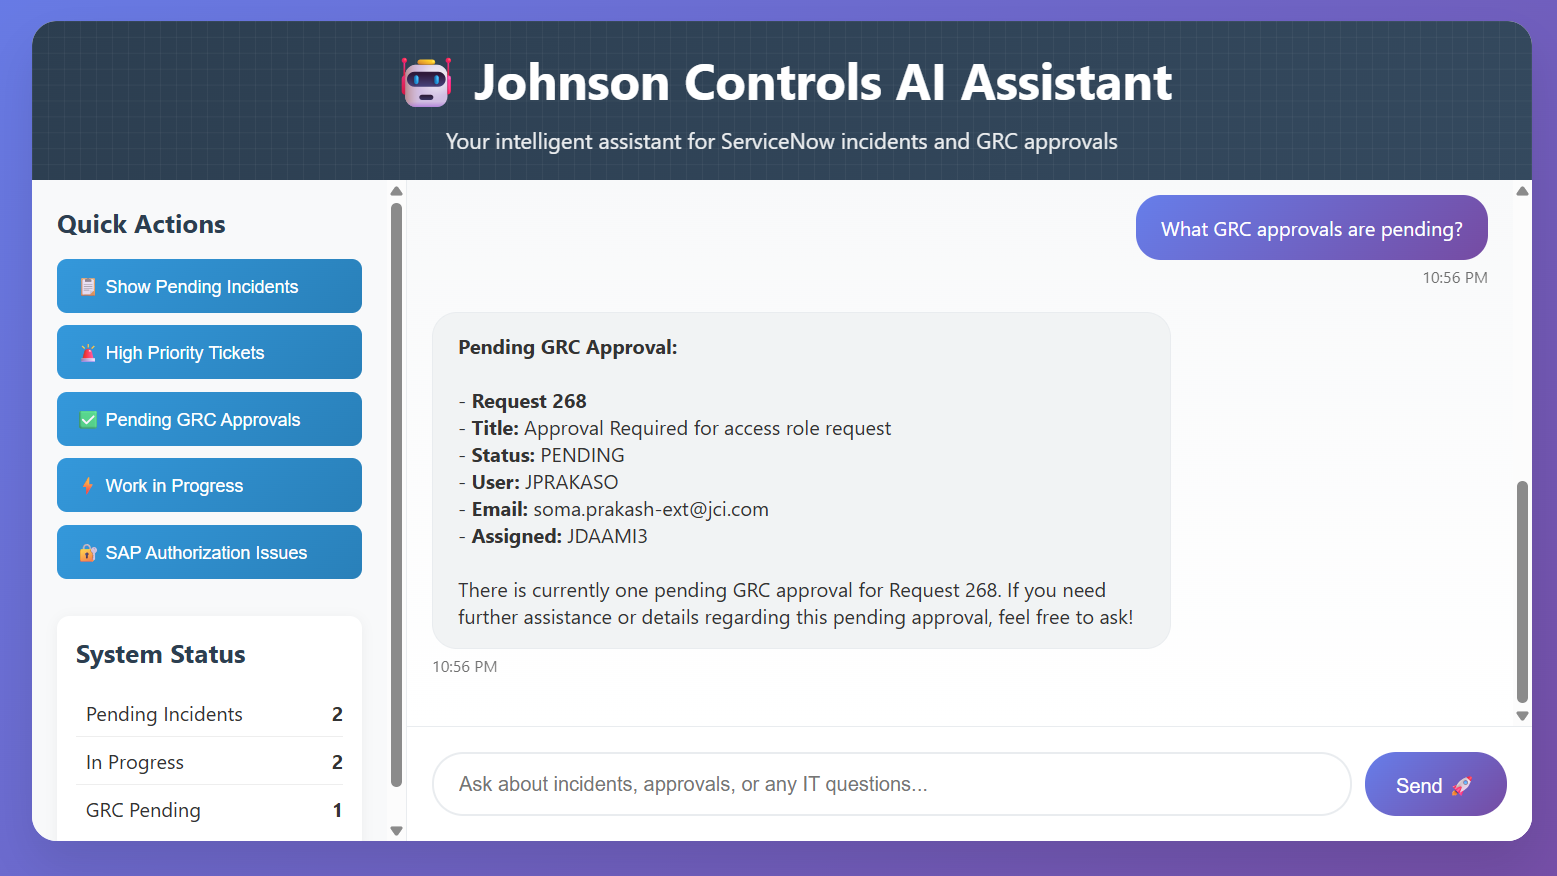 Johnson Controls AI Assistant
Your intelligent assistant for ServiceNow incidents and GRC approvals
Quick Actions
Show Pending Incidents
High Priority Tickets
Pending GRC Approvals
Work in Progress
SAP Authorization Issues
System Status
Pending Incidents 2
In Progress 2
GRC Pending 1
What GRC approvals are pending?
10:56 PM
Pending GRC Approval:
- Request 268
- Title: Approval Required for access role request
- Status: PENDING
- User: JPRAKASO
- Email: soma.prakash-ext@jci.com
- Assigned: JDAAMI3
There is currently one pending GRC approval for Request 268. If you need
further assistance or details regarding this pending approval, feel free to ask!
10:56 PM
Ask about incidents, approvals, or any IT questions...
Send